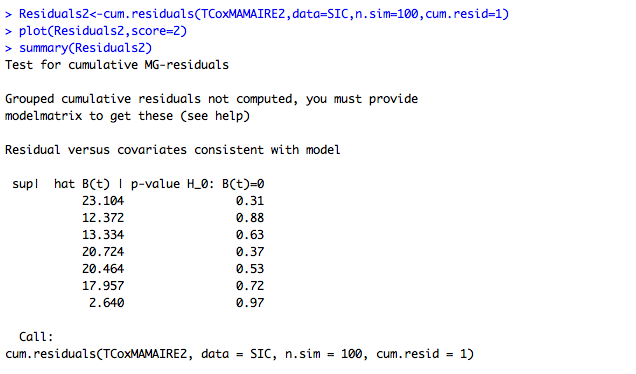 > Residuals2<-cum.residuals(TCoxMAMAIRE2,data=SIC,n.sim=100,cum.resid=1)
> plot(Residuals2,score=2)
> summary(Residuals2)
Test for cumulative MG-residuals
Grouped cumulative residuals not computed, you must provide
modelmatrix to get these (see help)
Residual versus covariates consistent with model
sup| hat B(t) | p-value H_0: B(t)=0
23.104 0.31
12.372 0.88
13.334 0.63
20.724 0.37
20.464 0.53
17.957 0.72
2.640 0.97
Call:
cum.residuals(TCoxMAMAIRE2, data = SIC, n.sim = 100, cum.resid = 1)